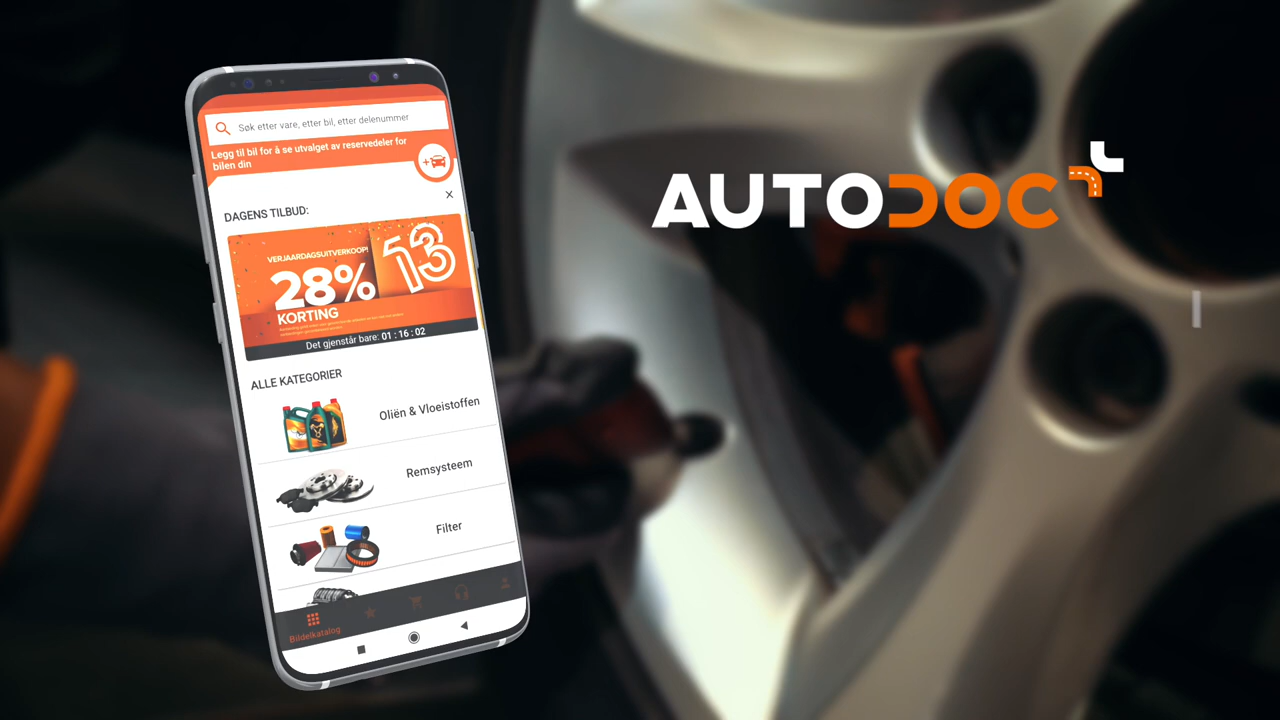 Søk etter vare, etter bil, etter delenummer
Legg til bil for å se utvalget av reservedeler for
bilen din
DAGENS TILBUD:
VERJAARDAGSUITVERKOOP!
28%
KORTING
13
Det gjenstår bare: 01 : 16 : 02
ALLE KATEGORIER
Oliën & Vloeistoffen
Remsysteem
Filter
Bildelkatalog
AUTODOC